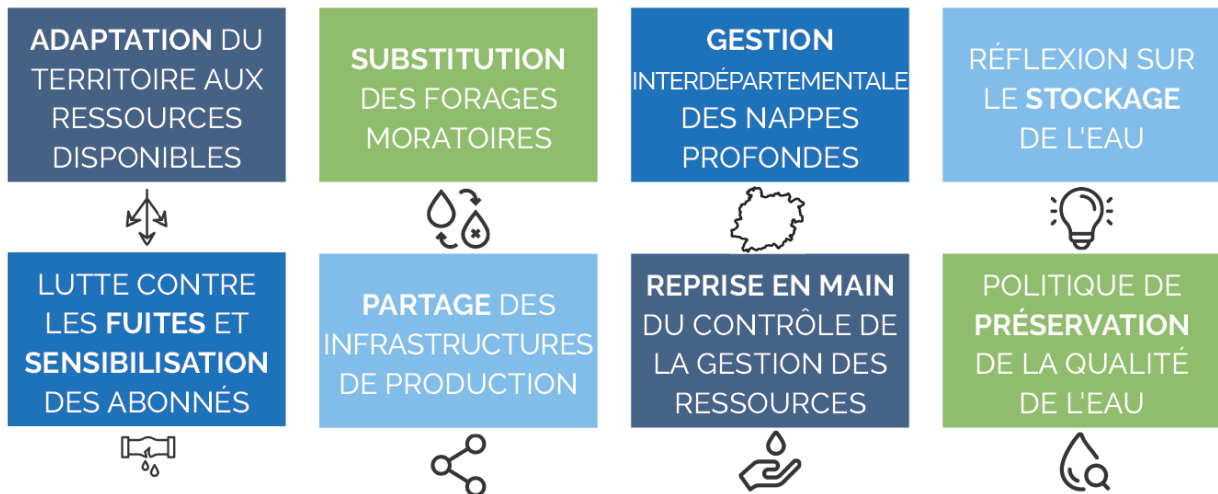 ADAPTATION DU
TERRITOIRE AUX
RESSOURCES
DISPONIBLES
SUBSTITUTION
DES FORAGES
MORATOIRES
GESTION
INTERDÉPARTEMENTALE
DES NAPPES
PROFONDES
RÉFLEXION SUR
LE STOCKAGE
DE L'EAU
LUTTE CONTRE
LES FUITES ET
SENSIBILISATION
DES ABONNÉS
PARTAGE DES
INFRASTRUCTURES
DE PRODUCTION
REPRISE EN MAIN
DU CONTRÔLE DE
LA GESTION DES
RESSOURCES
POLITIQUE DE
PRÉSERVATION
DE LA QUALITÉ
DE L'EAU